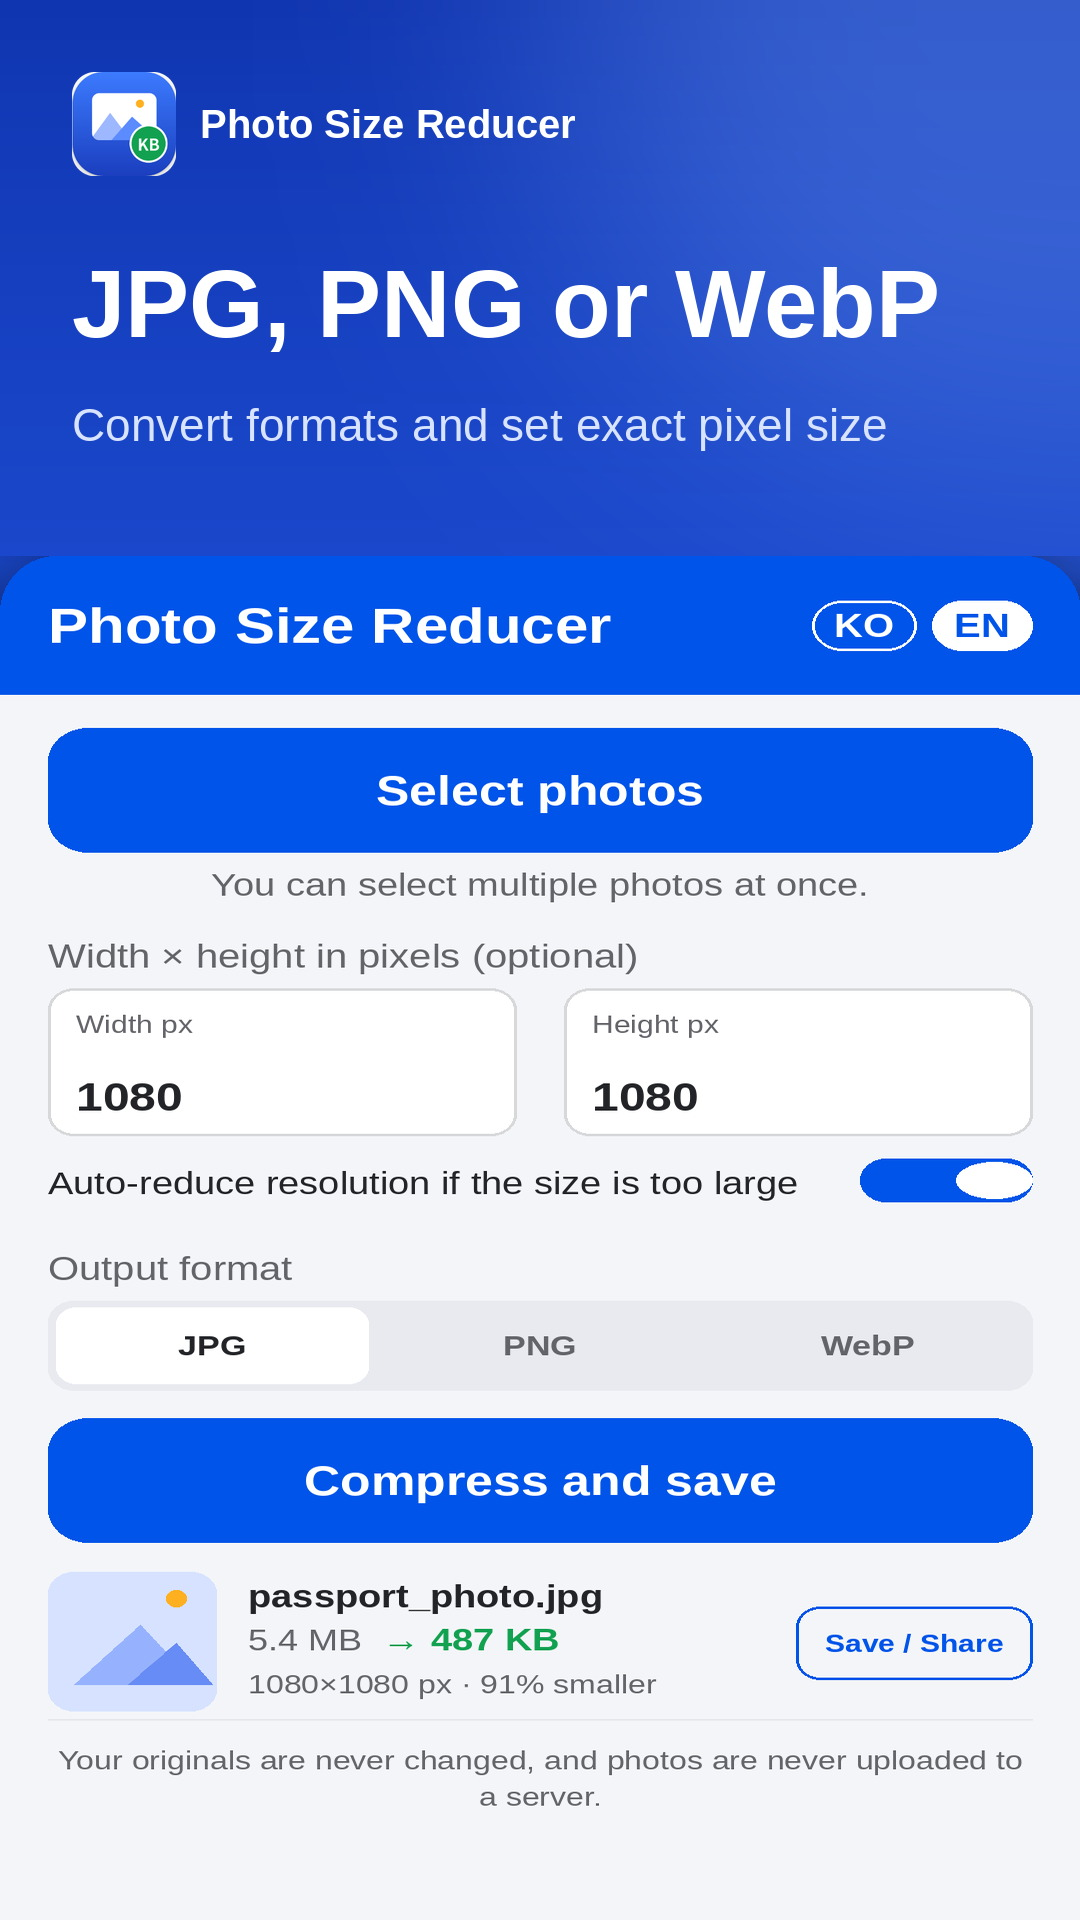 KB
Photo Size Reducer
JPG, PNG or WebP
Convert formats and set exact pixel size
Photo Size Reducer
KO
EN
Select photos
You can select multiple photos at once.
Width × height in pixels (optional)
Width px
Height px
1080
1080
Auto-reduce resolution if the size is too large
Output format
JPG
PNG
WebP
Compress and save
passport_photo.jpg
5.4 MB → 487 KB
1080×1080 px · 91% smaller
Save / Share
Your originals are never changed, and photos are never uploaded to
a server.